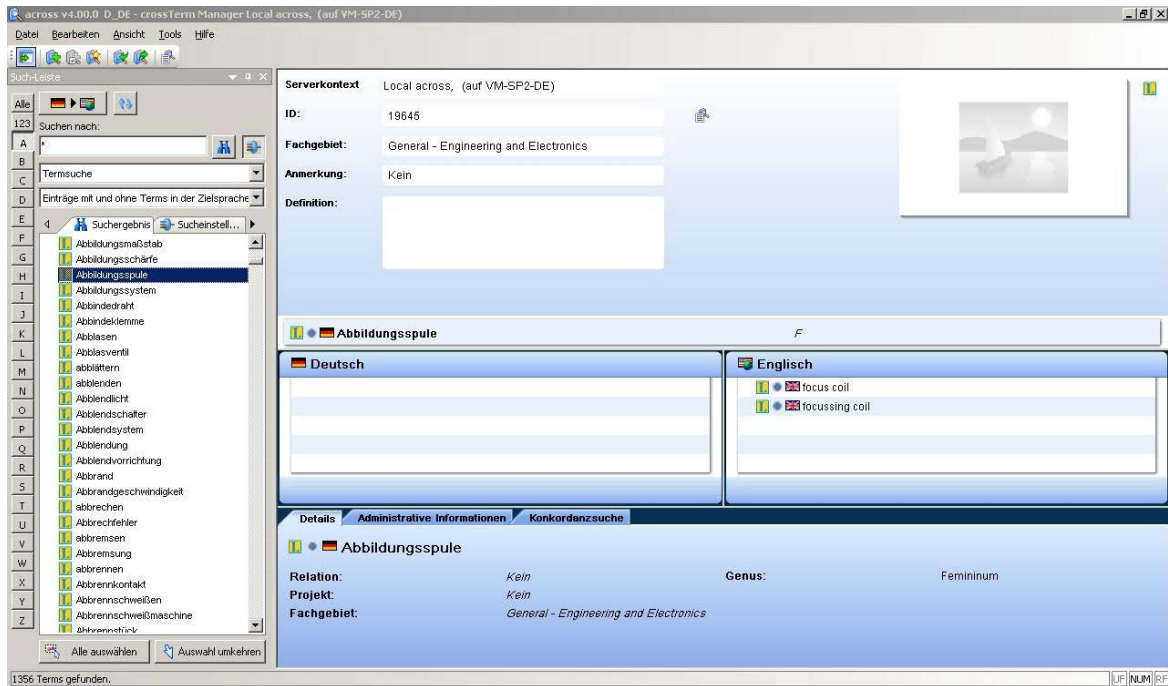 across v4.00.0 D_DE - crossTerm Manager Local across, (auf VM-SP2-DE)
Datei Bearbeiten Ansicht Tools Hilfe
Such-Leiste
Alle
123
A
B
C
D
E
F
G
H
I
J
K
L
M
N
O
P
Q
R
S
T
U
V
W
X
Y
Z
Suchen nach:
*
Termsuche
Einträge mit und ohne Terms in der Zielsprache
Suchergebnis Sucheinstell...
Abbildungsmaßstab
Abbildungsschärfe
Abbildungsspule
Abbildungssystem
Abbindedraht
Abbindeklemme
Abblasen
Abblasventil
abblättern
abblenden
Abblendlicht
Abblendschalter
Abblendsystem
Abblendung
Abblendvorrichtung
Abbrand
Abbrandgeschwindigkeit
abbrechen
Abbrechfehler
abbremsen
Abbremsung
abbrennen
Abbrennkontakt
Abbrennschweißen
Abbrennschweißmaschine
Abbrennstück
Alle auswählen Auswahl umkehren
Serverkontext Local across, (auf VM-SP2-DE)
ID: 19645
Fachgebiet: General - Engineering and Electronics
Anmerkung: Kein
Definition:
Abbildungsspule F
Deutsch
Englisch
focus coil
focussing coil
Details Administrative Informationen Konkordanzsuche
Abbildungsspule
Relation: Kein Genus: Femininum
Projekt: Kein
Fachgebiet: General - Engineering and Electronics
1356 Terms gefunden.
UF NUM RF